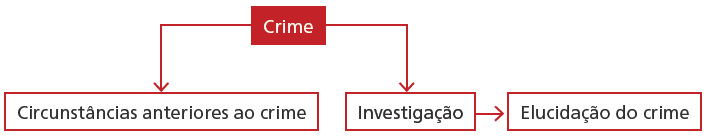 Crime
Circunstâncias anteriores ao crime
Investigação
Elucidação do crime